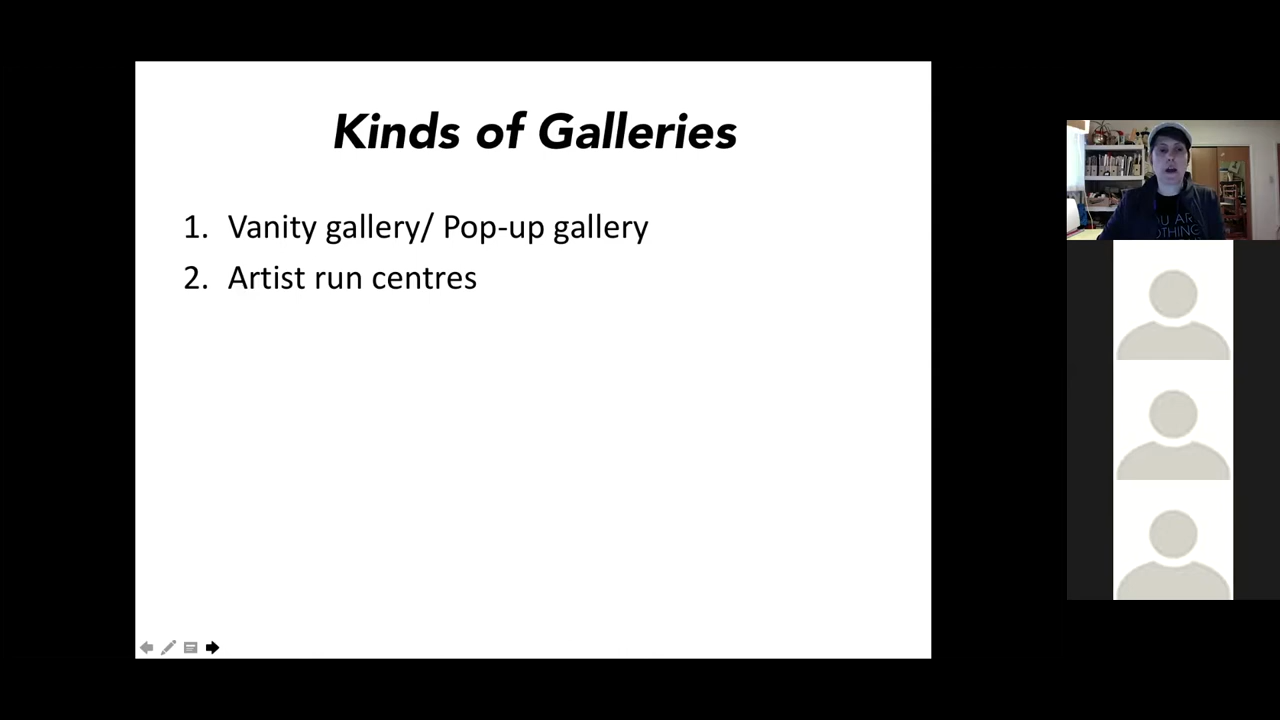 Kinds of Galleries
1. Vanity gallery/ Pop-up gallery
2. Artist run centres